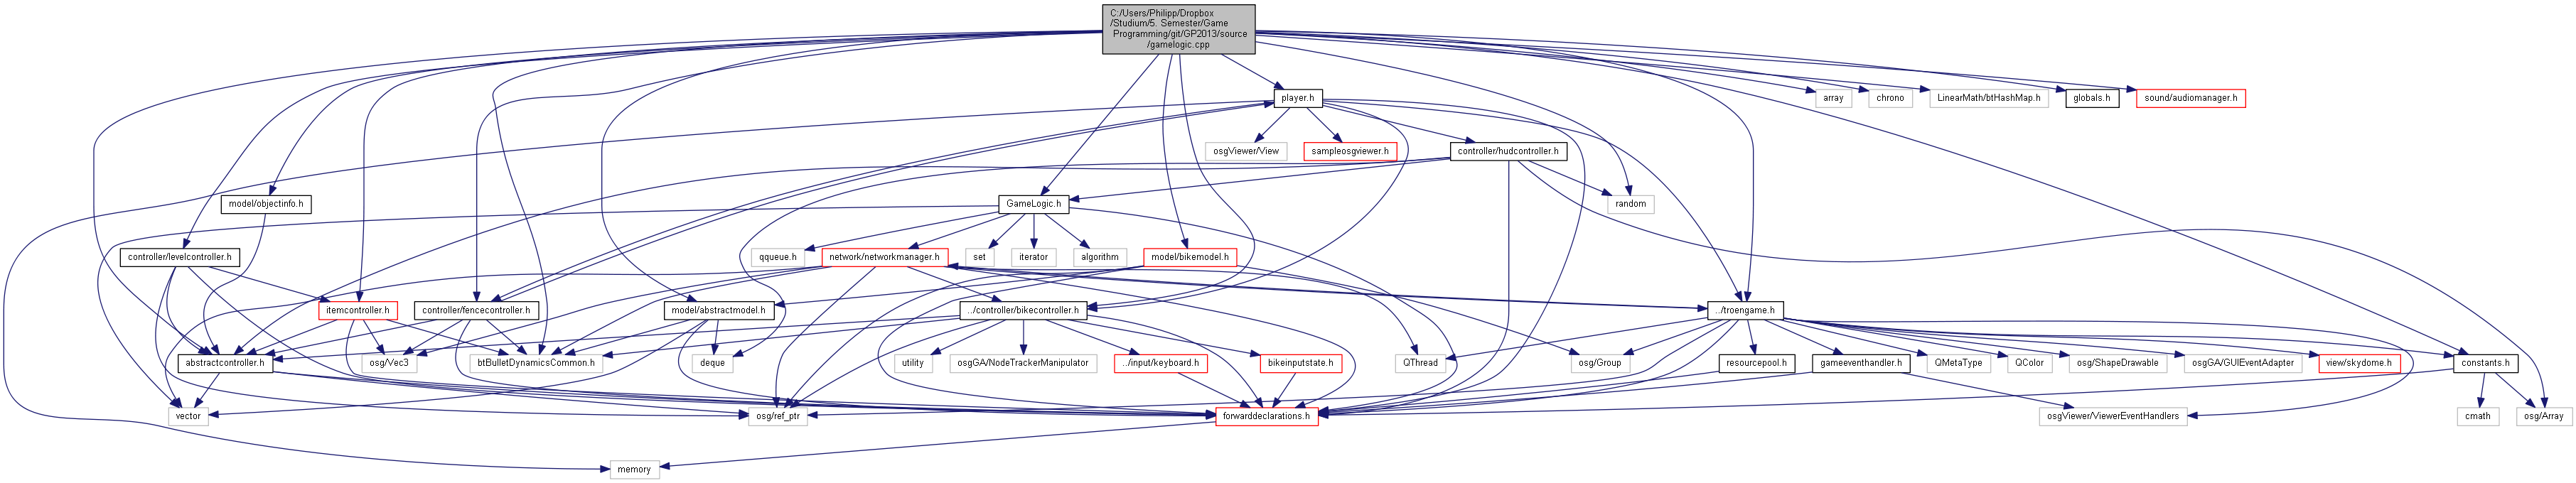 C:/Users/Philipp/Dropbox
/Studium/5. Semester/Game
Programming/git/GP2013/source
/gamelogic.cpp
player.h
array
chrono
LinearMath/btHashMap.h
globals.h
sound/audiomanager.h
osgViewer/View
sampleosgviewer.h
controller/hudcontroller.h
model/objectinfo.h
GameLogic.h
random
controller/levelcontroller.h
qqueue.h
network/networkmanager.h
set
iterator
algorithm
model/bikemodel.h
itemcontroller.h
controller/fencecontroller.h
model/abstractmodel.h
../controller/bikecontroller.h
../troengame.h
abstractcontroller.h
osg/Vec3
btBulletDynamicsCommon.h
deque
utility
osgGA/NodeTrackerManipulator
../input/keyboard.h
bikeinputstate.h
QThread
osg/Group
resourcepool.h
gameeventhandler.h
QMetaType
QColor
osg/ShapeDrawable
osgGA/GUIEventAdapter
view/skydome.h
constants.h
vector
osg/ref_ptr
forwarddeclarations.h
osgViewer/ViewerEventHandlers
cmath
osg/Array
memory